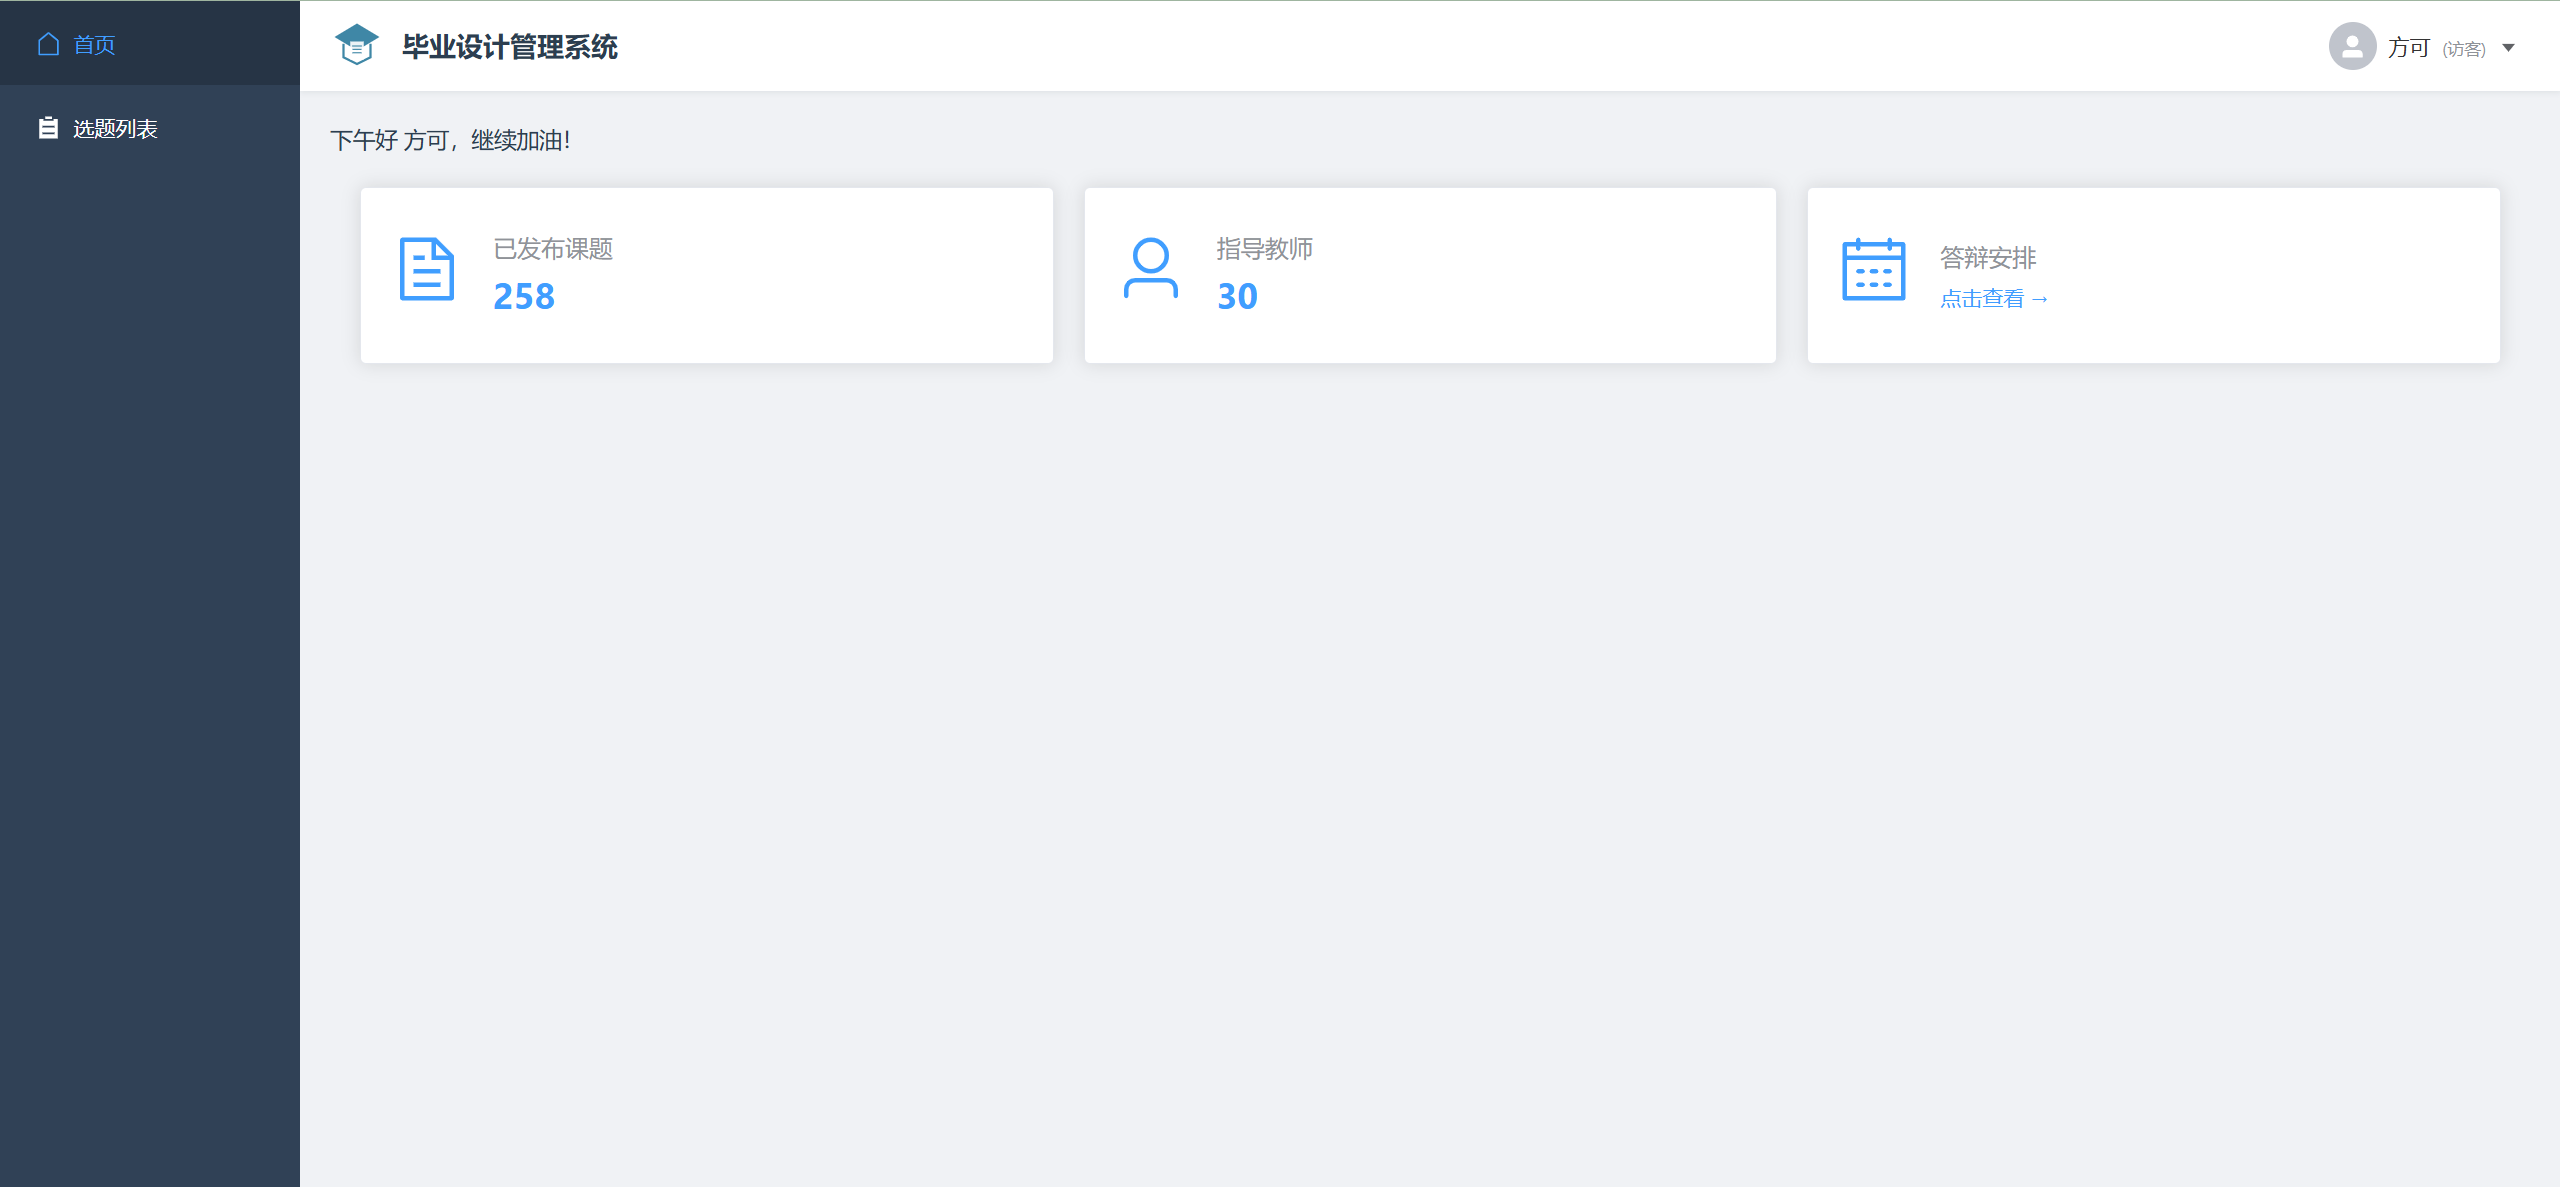 首页
选题列表
毕业设计管理系统
方可 (访客)
下午好 方可，继续加油！
已发布课题
258
指导教师
30
答辩安排
点击查看 →